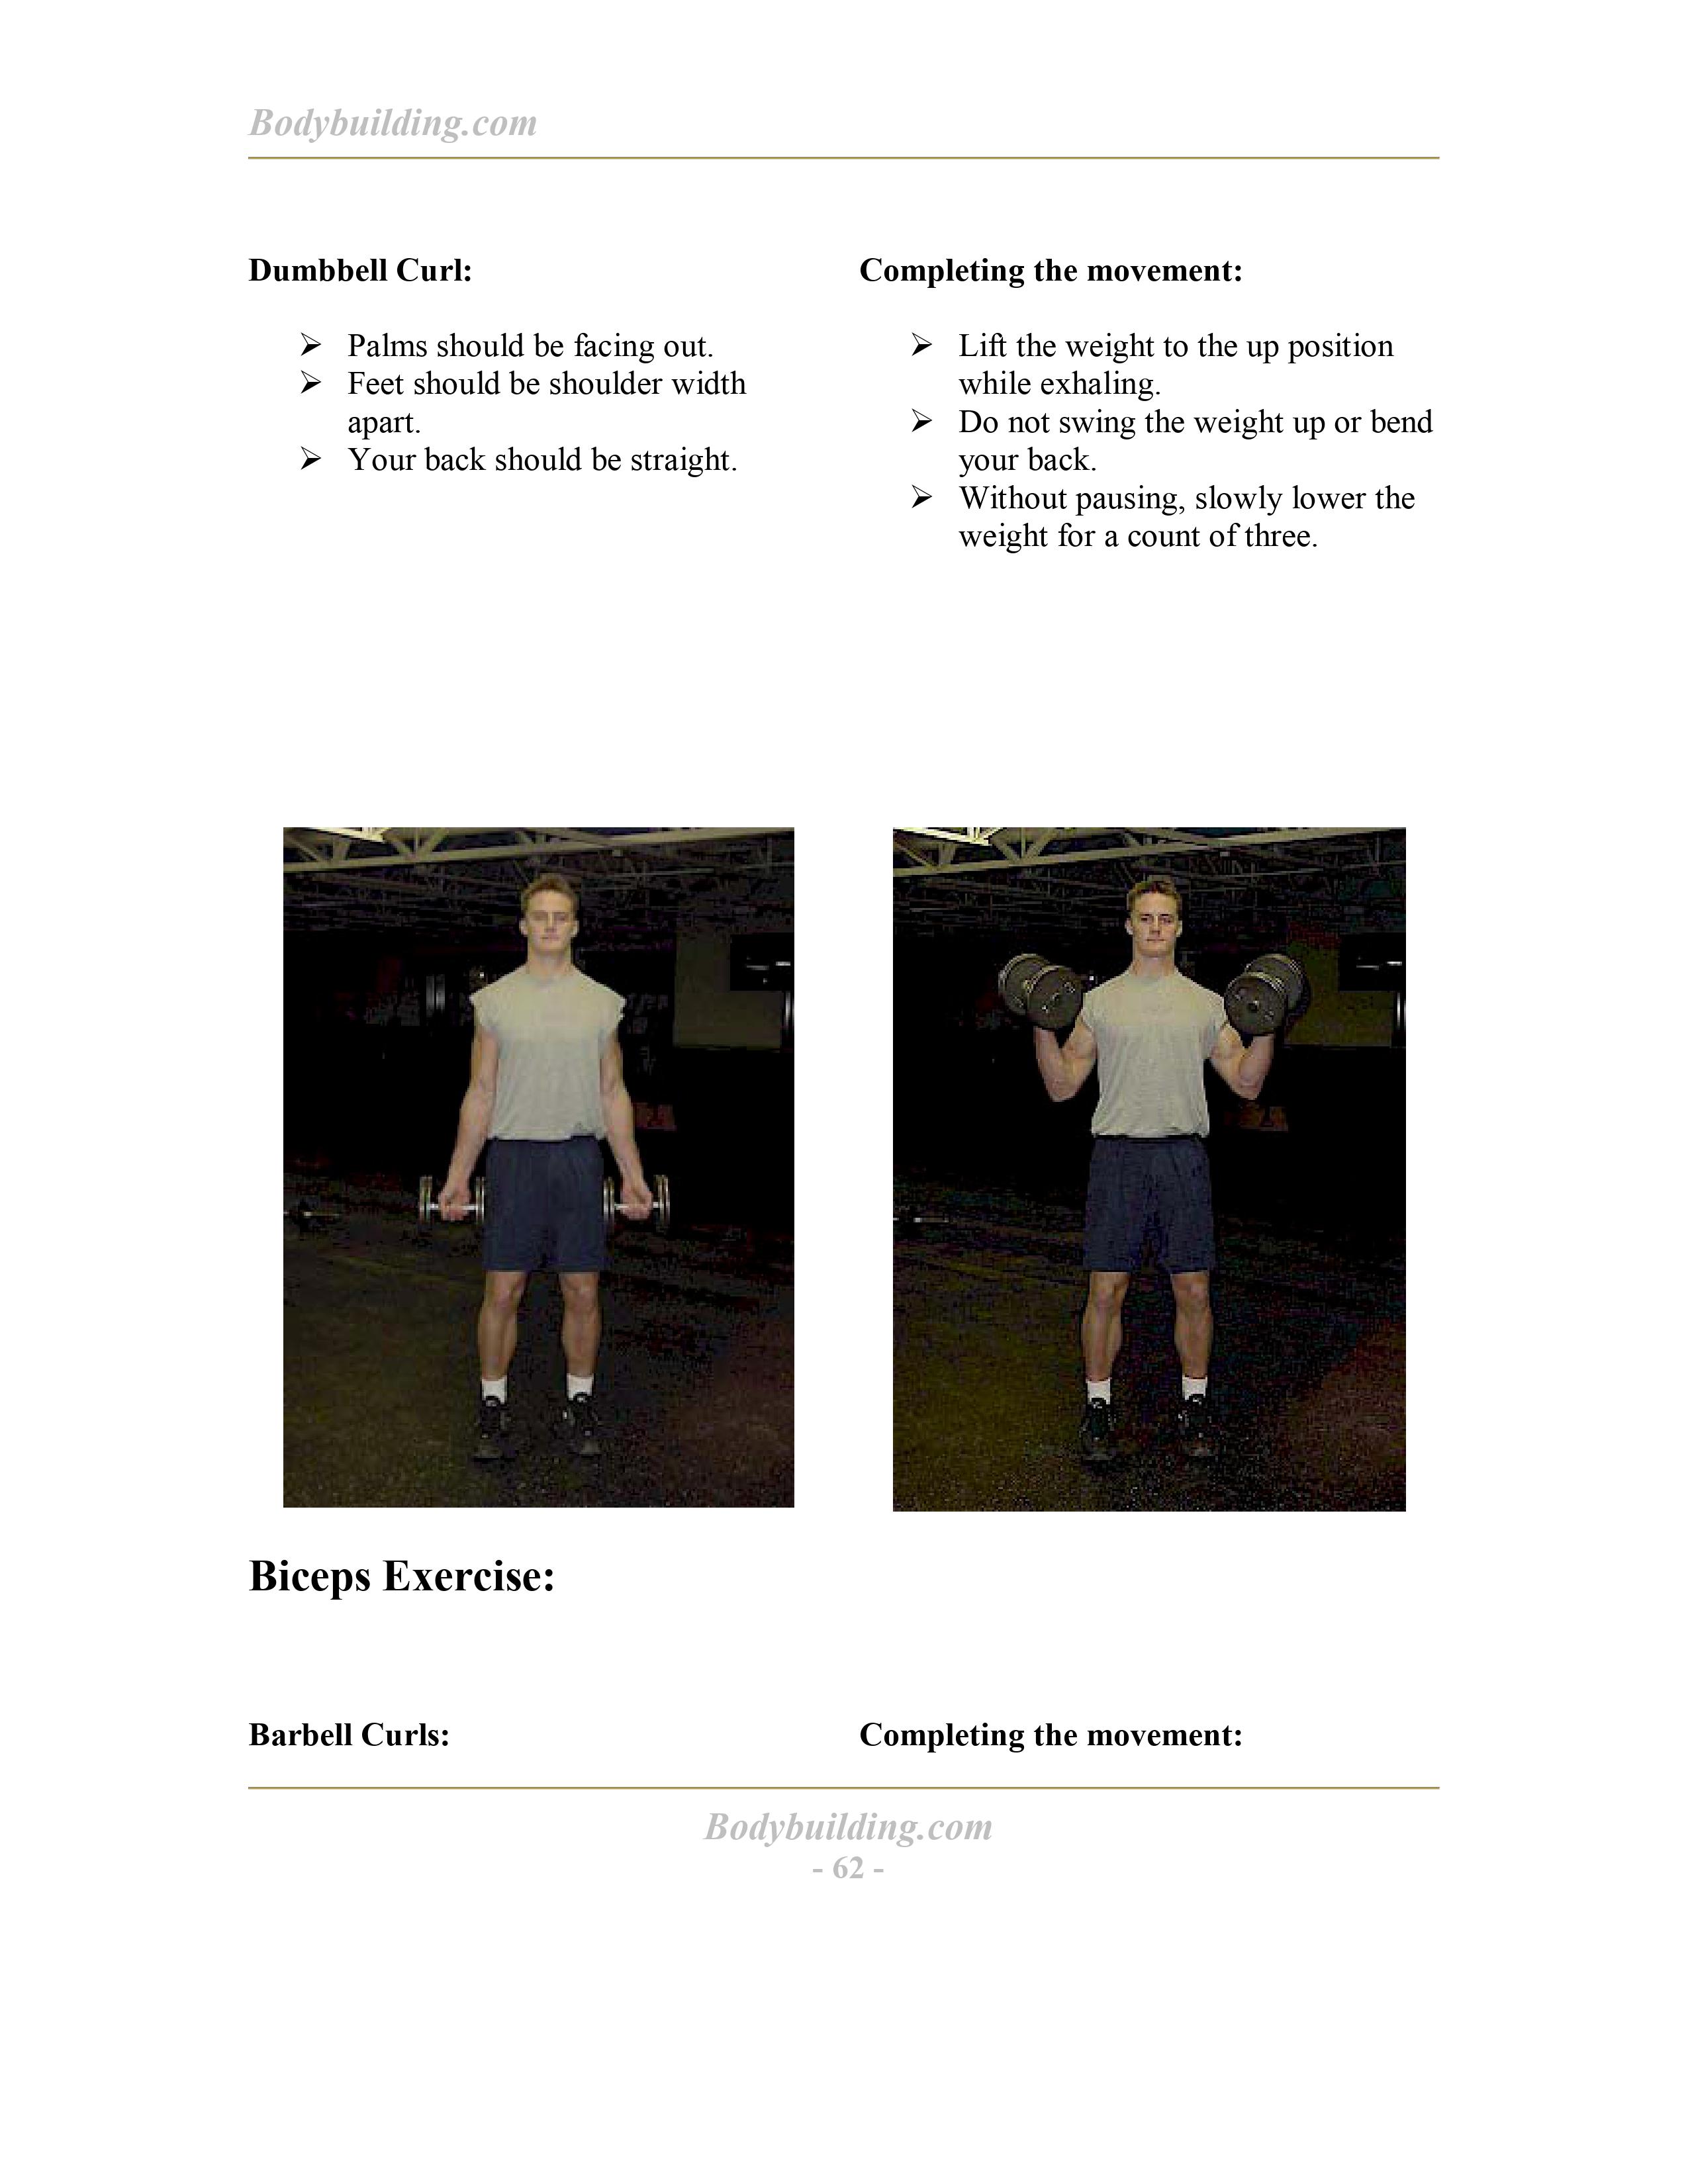 Bodybuilding.com
Dumbbell Curl:
➢ Palms should be facing out.
➢ Feet should be shoulder width
apart.
➢ Your back should be straight.
Completing the movement:
➢ Lift the weight to the up position
while exhaling.
➢ Do not swing the weight up or bend
your back.
➢ Without pausing, slowly lower the
weight for a count of three.
Biceps Exercise:
Barbell Curls:
Completing the movement:
Bodybuilding.com
- 62 -